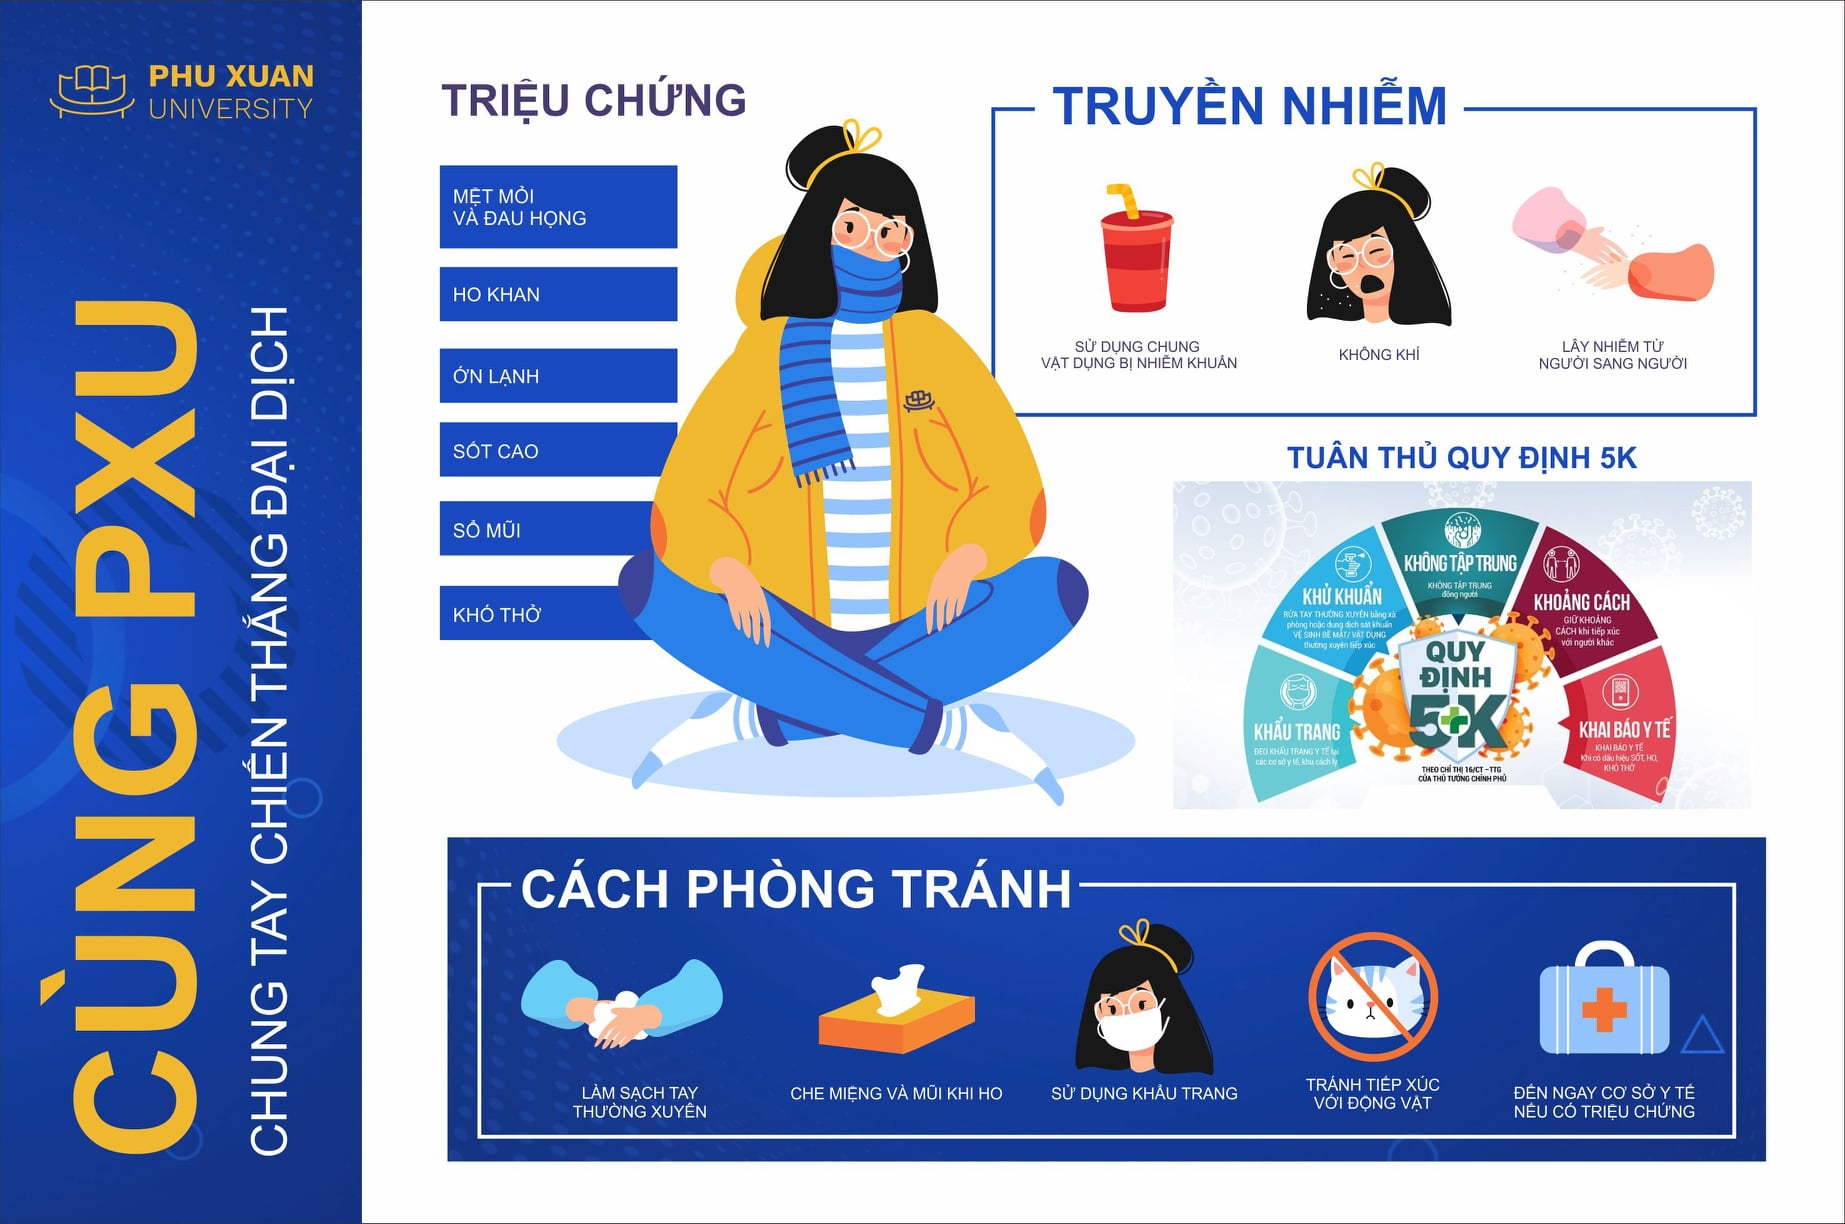 PHU XUAN
UNIVERSITY
CÙNG PXU
CHUNG TAY CHIẾN THẮNG ĐẠI DỊCH
TRIỆU CHỨNG
MỆT MỎI
VÀ ĐAU HỌNG
HO KHAN
ỚN LẠNH
SỐT CAO
SỔ MŨI
KHÓ THỞ
TRUYỀN NHIỄM
SỬ DỤNG CHUNG
VẬT DỤNG BỊ NHIỄM KHUẨN
KHÔNG KHÍ
LÂY NHIỄM TỪ
NGƯỜI SANG NGƯỜI
TUÂN THỦ QUY ĐỊNH 5K
KHẨU TRANG
ĐEO KHẨU TRANG Y TẾ tại
các cơ sở y tế, khu cách ly
KHỬ KHUẨN
RỬA TAY THƯỜNG XUYÊN bằng xà
phòng hoặc dung dịch sát khuẩn
VỆ SINH BỀ MẶT/ VẬT DỤNG
thường xuyên tiếp xúc
KHÔNG TẬP TRUNG
KHÔNG TẬP TRUNG
đông người
KHOẢNG CÁCH
GIỮ KHOẢNG
CÁCH khi tiếp xúc
với người khác
KHAI BÁO Y TẾ
KHAI BÁO Y TẾ
Khi có dấu hiệu SỐT, HO,
KHÓ THỞ
QUY
ĐỊNH
5K
THEO CHỈ THỊ 16/CT –TTG
CỦA THỦ TƯỚNG CHÍNH PHỦ
CÁCH PHÒNG TRÁNH
LÀM SẠCH TAY
THƯỜNG XUYÊN
CHE MIỆNG VÀ MŨI KHI HO
SỬ DỤNG KHẨU TRANG
TRÁNH TIẾP XÚC
VỚI ĐỘNG VẬT
ĐẾN NGAY CƠ SỞ Y TẾ
NẾU CÓ TRIỆU CHỨNG